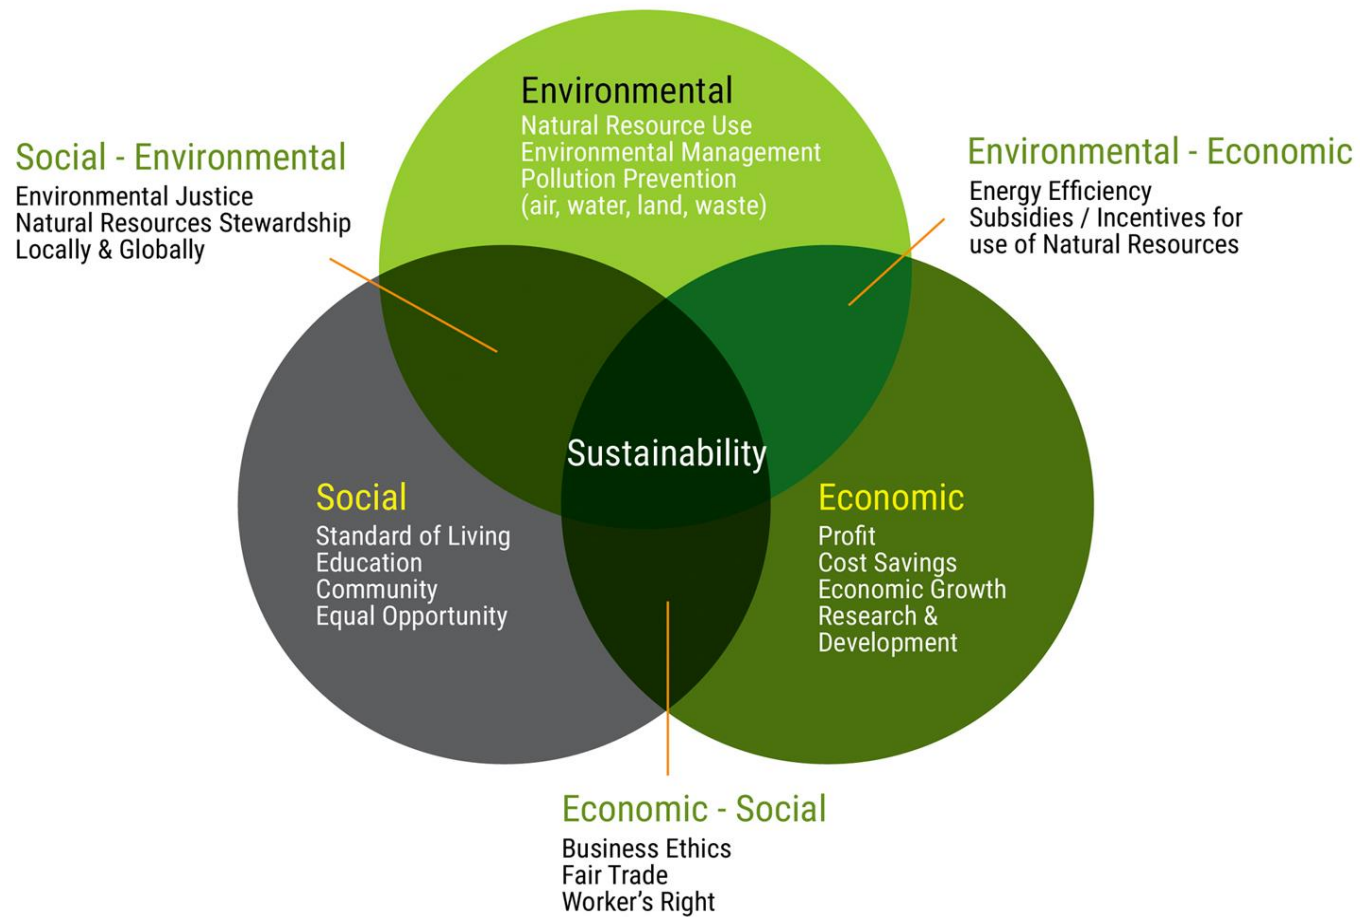 Environmental
Natural Resource Use
Environmental Management
Pollution Prevention
(air, water, land, waste)
Social - Environmental
Environmental Justice
Natural Resources Stewardship
Locally & Globally
Environmental - Economic
Energy Efficiency
Subsidies / Incentives for
use of Natural Resources
Sustainability
Social
Standard of Living
Education
Community
Equal Opportunity
Economic
Profit
Cost Savings
Economic Growth
Research &
Development
Economic - Social
Business Ethics
Fair Trade
Worker’s Right